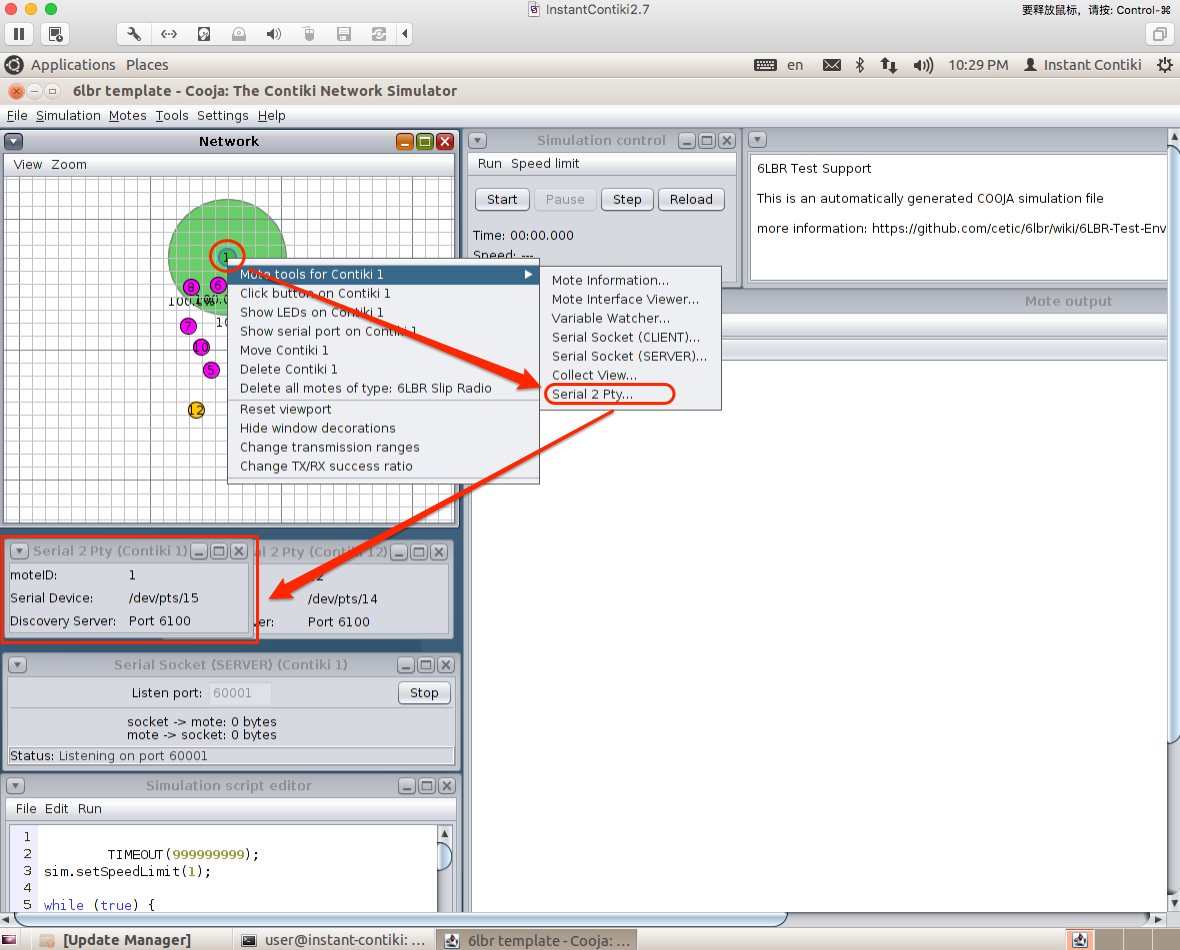 InstantContiki2.7
要释放鼠标，请按: Control-⌘
Applications Places
en
10:29 PM
Instant Contiki
6lbr template - Cooja: The Contiki Network Simulator
File Simulation Motes Tools Settings Help
Network
View Zoom
1
8
6
7
10
5
12
Mote tools for Contiki 1
Click button on Contiki 1
Show LEDs on Contiki 1
Show serial port on Contiki 1
Move Contiki 1
Delete Contiki 1
Delete all motes of type: 6LBR Slip Radio
Reset viewport
Hide window decorations
Change transmission ranges
Change TX/RX success ratio
Mote Information...
Mote Interface Viewer...
Variable Watcher...
Serial Socket (CLIENT)...
Serial Socket (SERVER)...
Collect View...
Serial 2 Pty...
Simulation control
Run Speed limit
Start Pause Step Reload
Time: 00:00.000
Speed: ---
6LBR Test Support
This is an automatically generated COOJA simulation file
more information: https://github.com/cetic/6lbr/wiki/6LBR-Test-Env
Mote output
Serial 2 Pty (Contiki 1)
moteID: 1
Serial Device: /dev/pts/15
Discovery Server: Port 6100
2 Pty (Contiki 12)
/dev/pts/14
er: Port 6100
Serial Socket (SERVER) (Contiki 1)
Listen port: 60001 Stop
socket -> mote: 0 bytes
mote -> socket: 0 bytes
Status: Listening on port 60001
Simulation script editor
File Edit Run
1
2 TIMEOUT(999999999);
3 sim.setSpeedLimit(1);
4
5 while (true) {
[Update Manager]
user@instant-contiki: ...
6lbr template - Cooja: ...